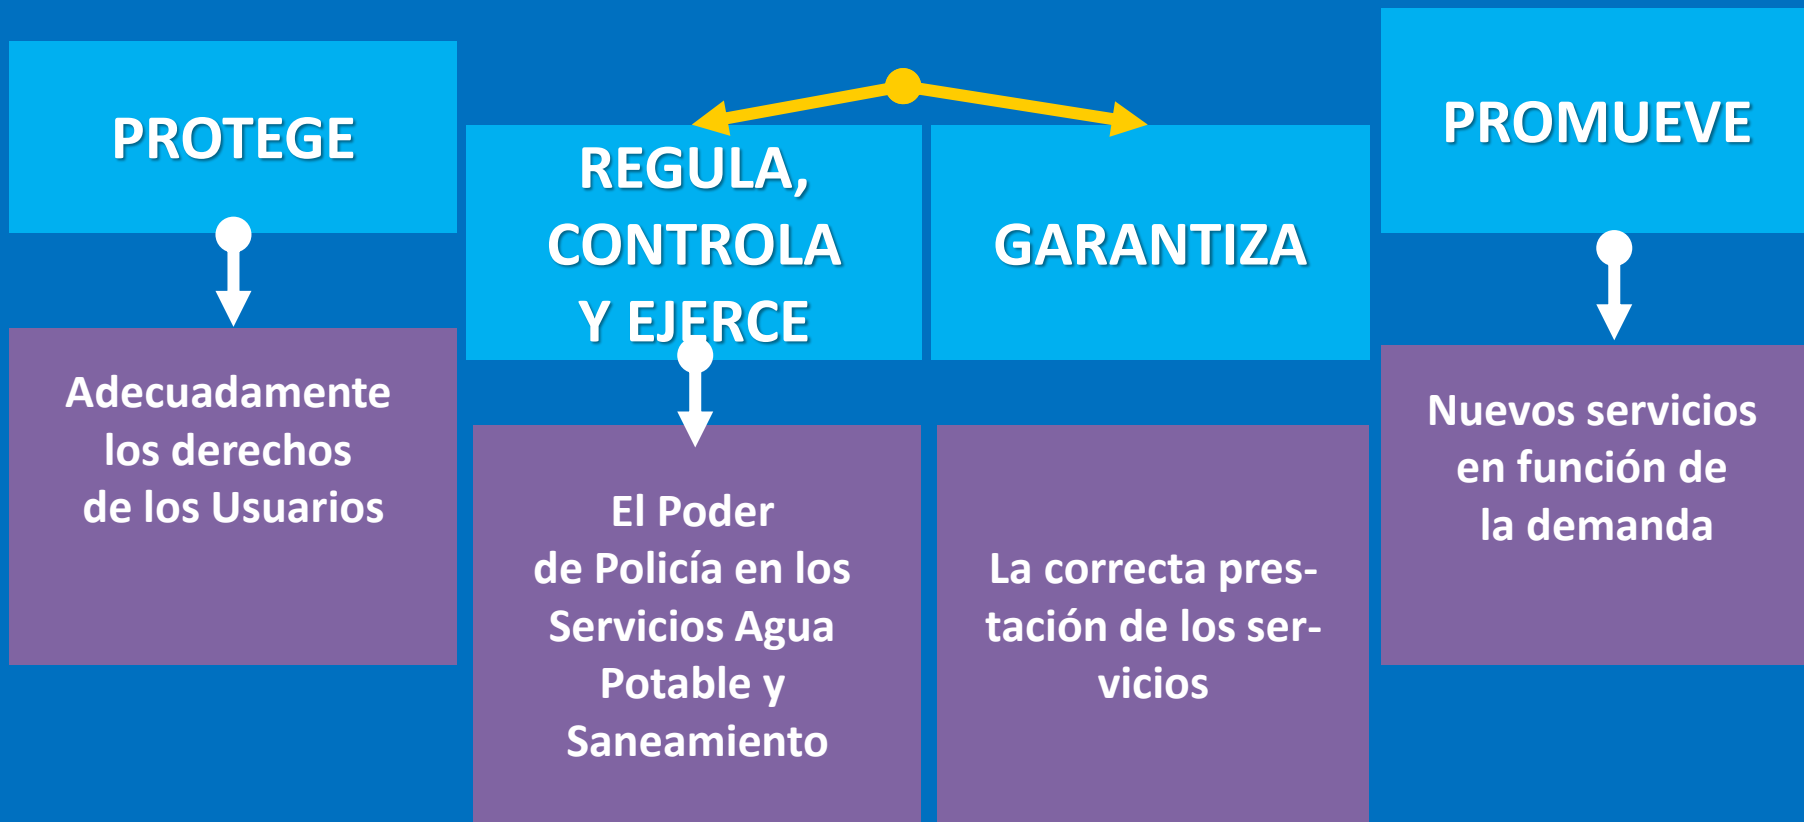 PROTEGE
Adecuadamente
los derechos
de los Usuarios
REGULA,
CONTROLA
Y EJERCE
El Poder
de Policía en los
Servicios Agua
Potable y
Saneamiento
GARANTIZA
La correcta pres-
tación de los ser-
vicios
PROMUEVE
Nuevos servicios
en función de
la demanda